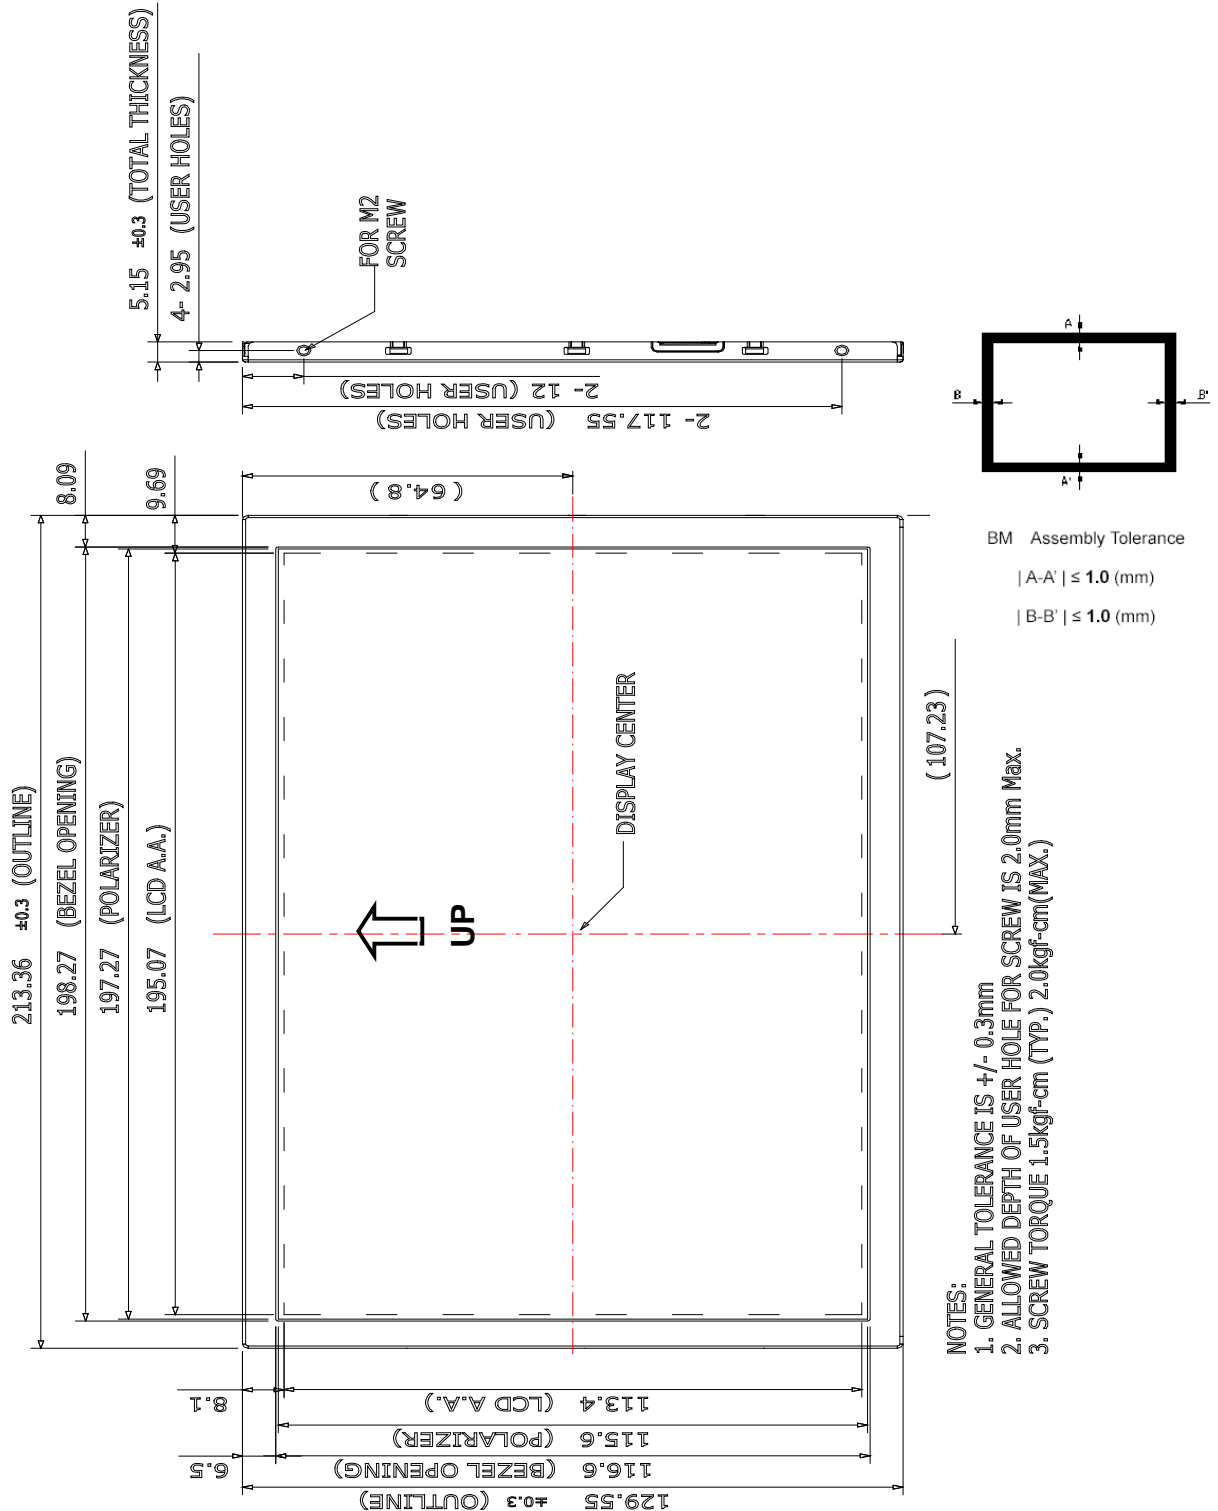 5.15 ±0.3 (TOTAL THICKNESS)
4- 2.95 (USER HOLES)
FOR M2
SCREW
2- 12 (USER HOLES)
2- 117.55 (USER HOLES)
A
B
B'
A'
BM Assembly Tolerance
| A-A' | ≤ 1.0 (mm)
| B-B' | ≤ 1.0 (mm)
8.09
9.69
( 64.8 )
213.36 ±0.3 (OUTLINE)
198.27 (BEZEL OPENING)
197.27 (POLARIZER)
195.07 (LCD A.A.)
UP
DISPLAY CENTER
( 107.23 )
8.1
113.4 (LCD A.A.)
115.6 (POLARIZER)
6.5
116.6 (BEZEL OPENING)
129.55 ±0.3 (OUTLINE)
NOTES:
1. GENERAL TOLERANCE IS +/- 0.3mm
2. ALLOWED DEPTH OF USER HOLE FOR SCREW IS 2.0mm Max.
3. SCREW TORQUE 1.5kgf-cm (TYP.) 2.0kgf-cm(MAX.)